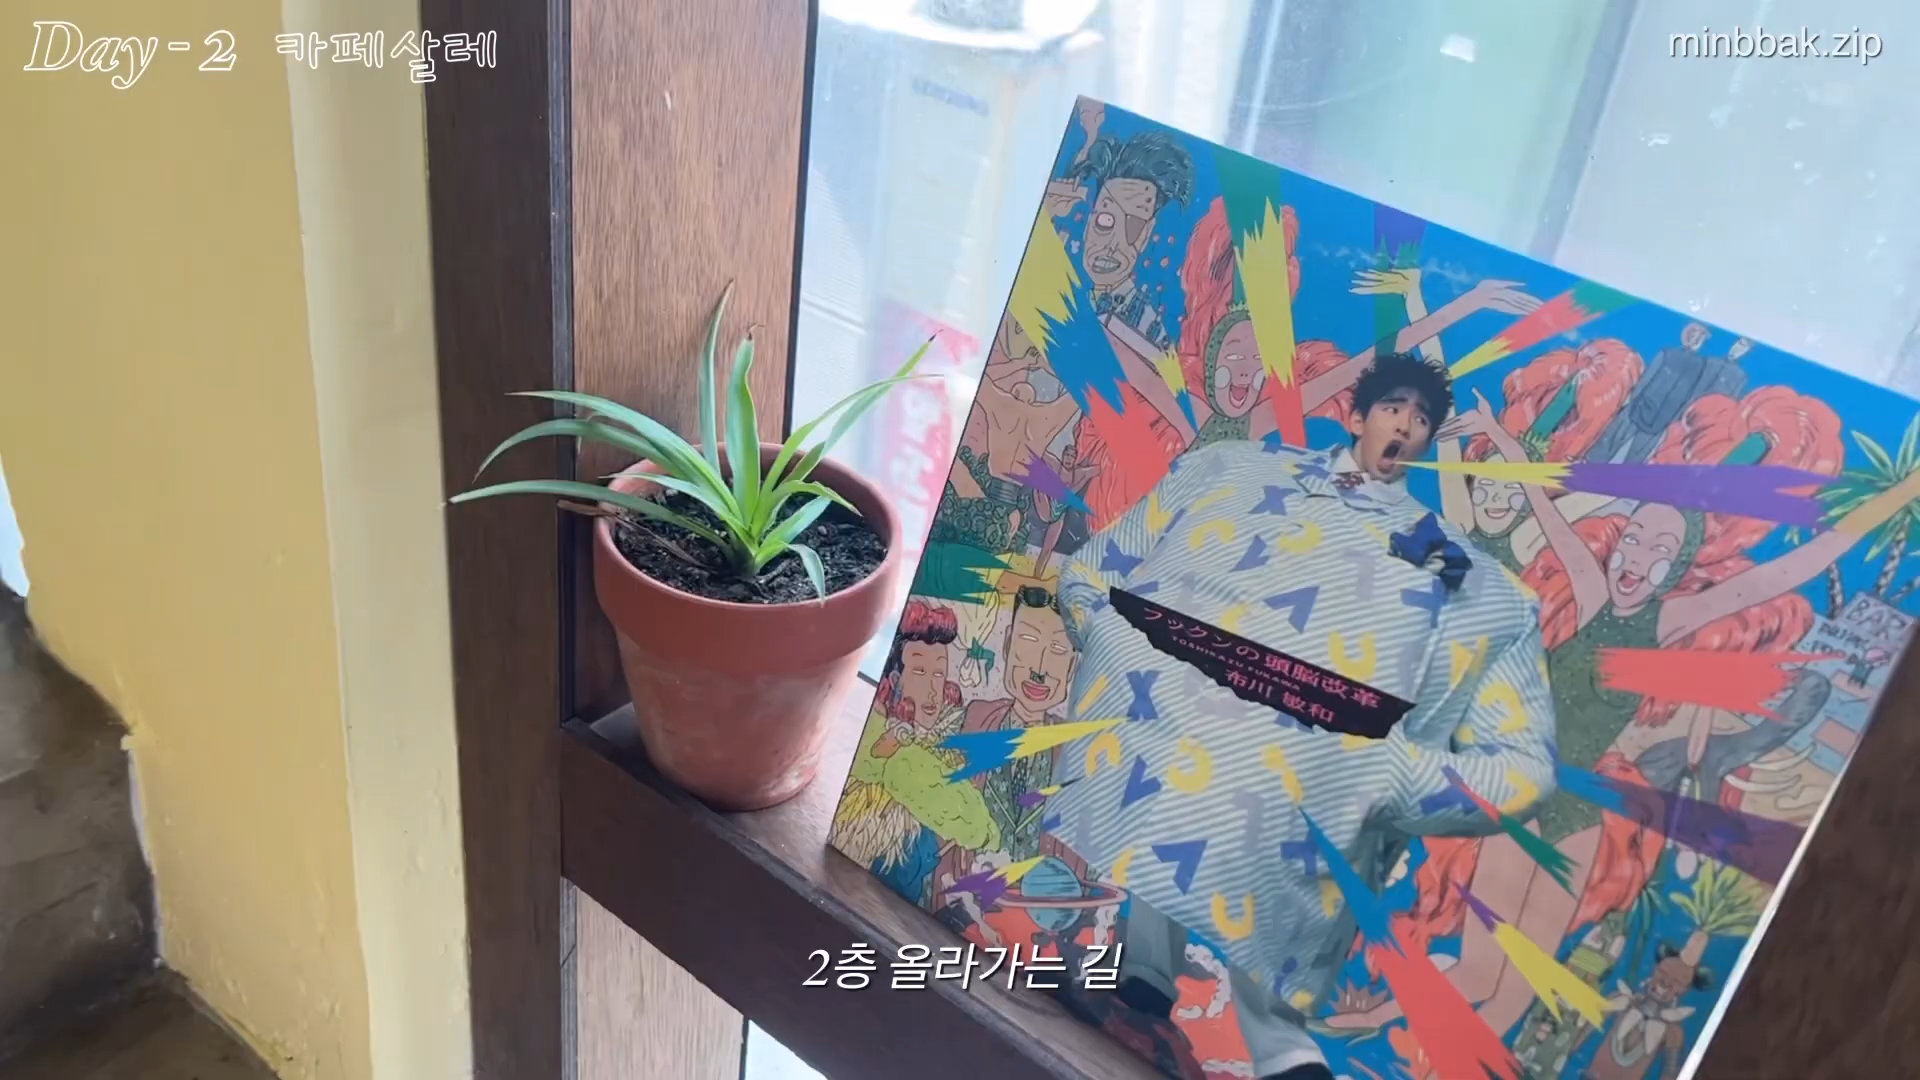 Day-2 카페살레
minbbak.zip
フックンの頭脳改革
TOSHIKAZU FUKAWA
布川 敏和
BAR
2층 올라가는 길